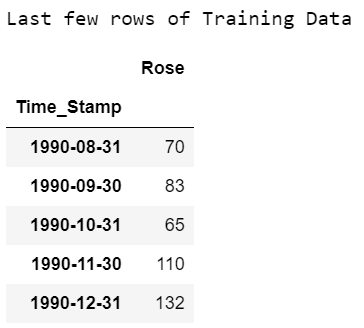 Last few rows of Training Data
Rose
Time_Stamp
1990-08-31 70
1990-09-30 83
1990-10-31 65
1990-11-30 110
1990-12-31 132